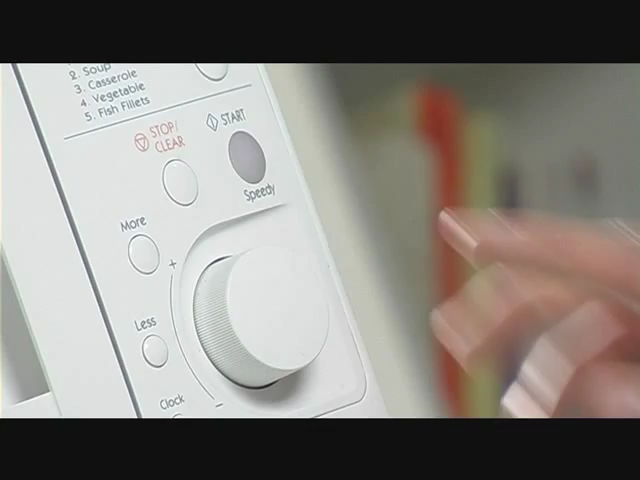 2. Soup
3. Casserole
4. Vegetable
5. Fish Fillets
STOP/
CLEAR
START
Speedy
More
+
Less
Clock
-